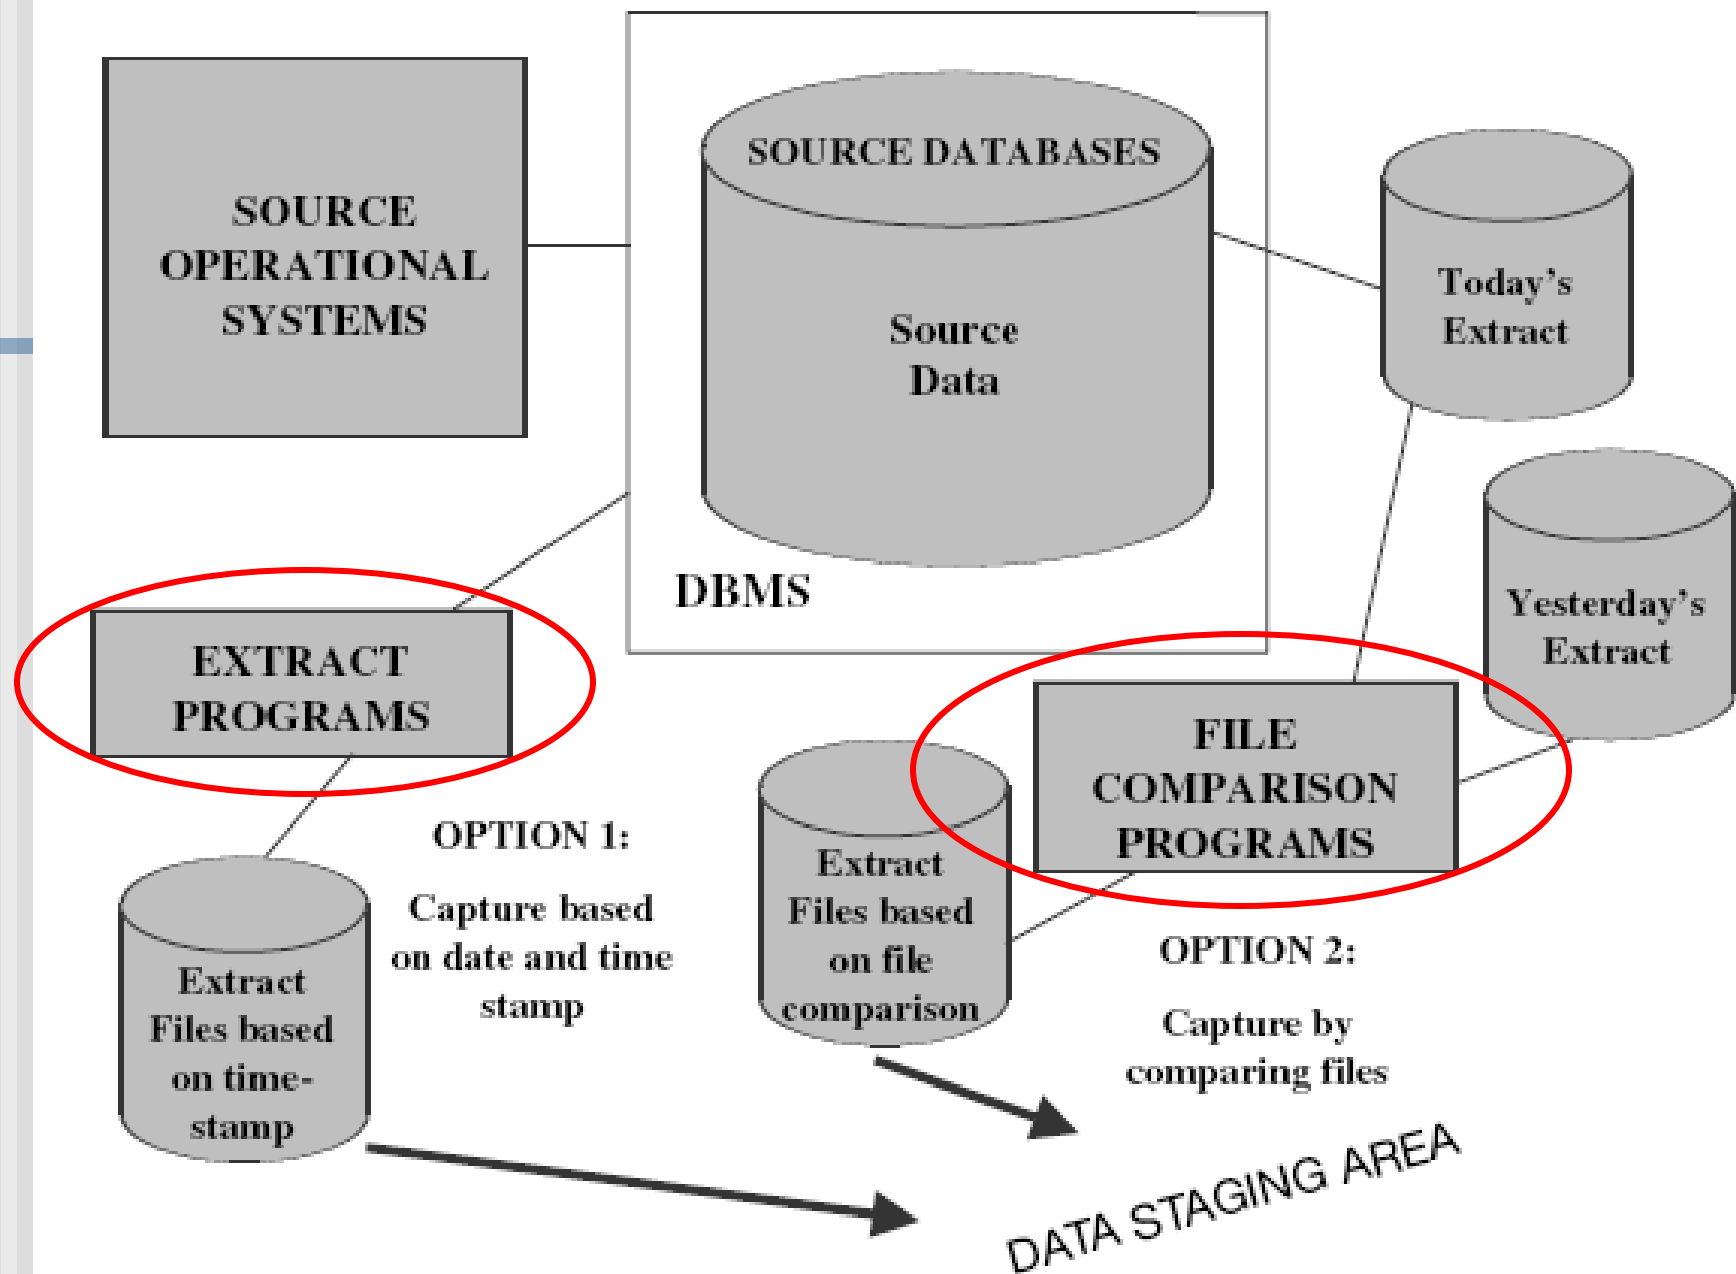 SOURCE
OPERATIONAL
SYSTEMS
SOURCE DATABASES
Source
Data
DBMS
Today's
Extract
Yesterday's
Extract
EXTRACT
PROGRAMS
FILE
COMPARISON
PROGRAMS
OPTION 1:
Capture based
on date and time
stamp
Extract
Files based
on time-
stamp
Extract
Files based
on file
comparison
OPTION 2:
Capture by
comparing files
DATA STAGING AREA